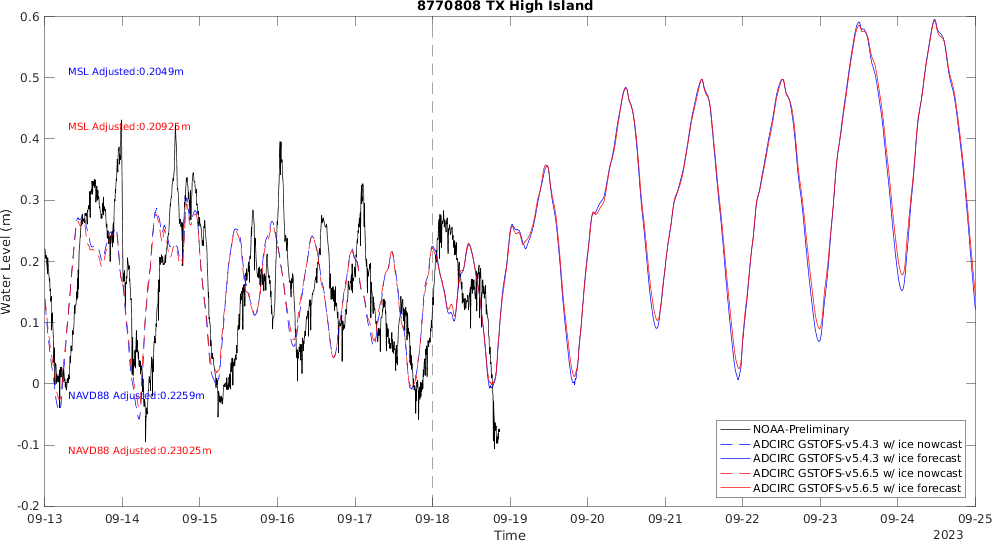 8770808 TX High Island
0.6
0.5
0.4
0.3
0.2
0.1
0
-0.1
-0.2
Water Level (m)
MSL Adjusted:0.2049m
MSL Adjusted:0.20925m
NAVD88 Adjusted:0.2259m
NAVD88 Adjusted:0.23025m
NOAA-Preliminary
ADCIRC GSTOFS-v5.4.3 w/ ice nowcast
ADCIRC GSTOFS-v5.4.3 w/ ice forecast
ADCIRC GSTOFS-v5.6.5 w/ ice nowcast
ADCIRC GSTOFS-v5.6.5 w/ ice forecast
09-13 09-14 09-15 09-16 09-17 09-18 09-19 09-20 09-21 09-22 09-23 09-24 09-25
Time
2023